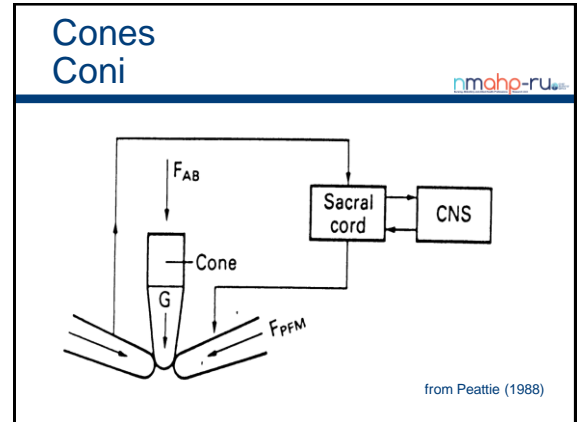 Cones
Coni
nmahp-ru
F_AB
Sacral
cord
CNS
Cone
G
F_PFM
from Peattie (1988)